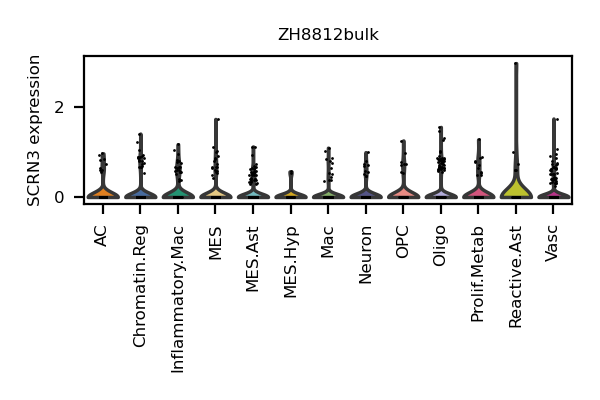 ZH8812bulk
SCRN3 expression
2
0
AC
Chromatin.Reg
Inflammatory.Mac
MES
MES.Ast
MES.Hyp
Mac
Neuron
OPC
Oligo
Prolif.Metab
Reactive.Ast
Vasc